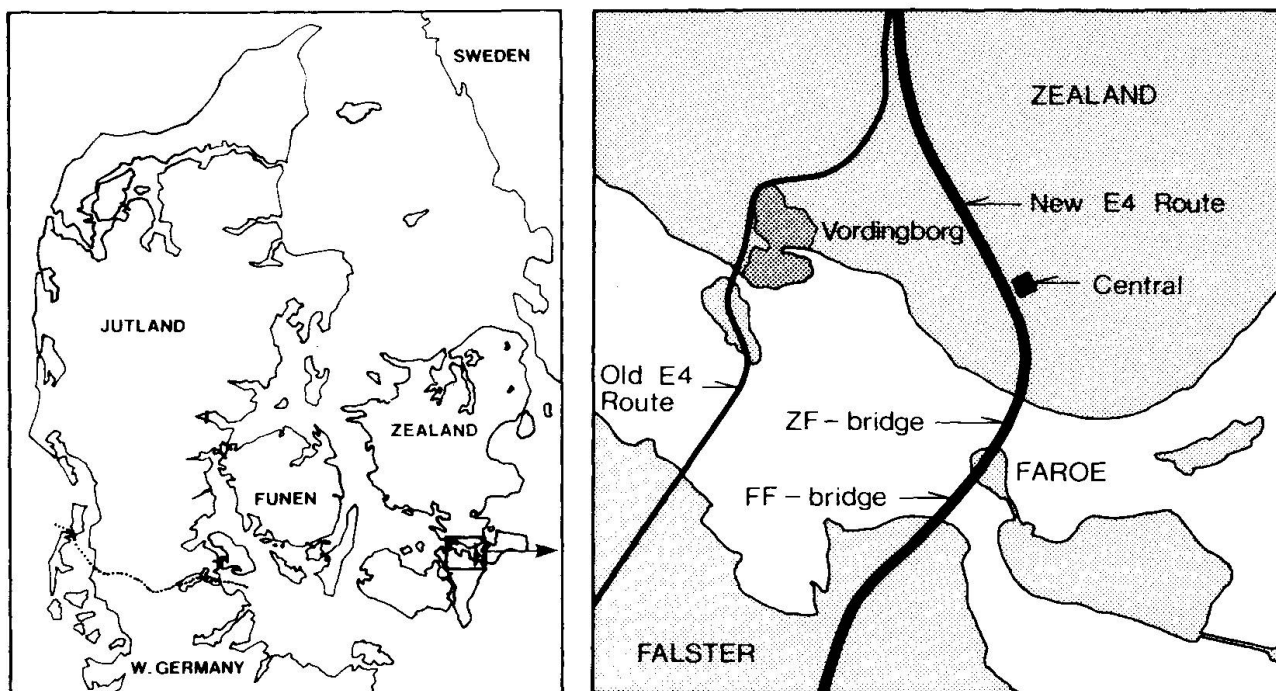 SWEDEN
JUTLAND
ZEALAND
FUNEN
W. GERMANY
ZEALAND
New E4 Route
Vordingborg
Central
Old E4
Route
ZF-bridge
FAROE
FF-bridge
FALSTER